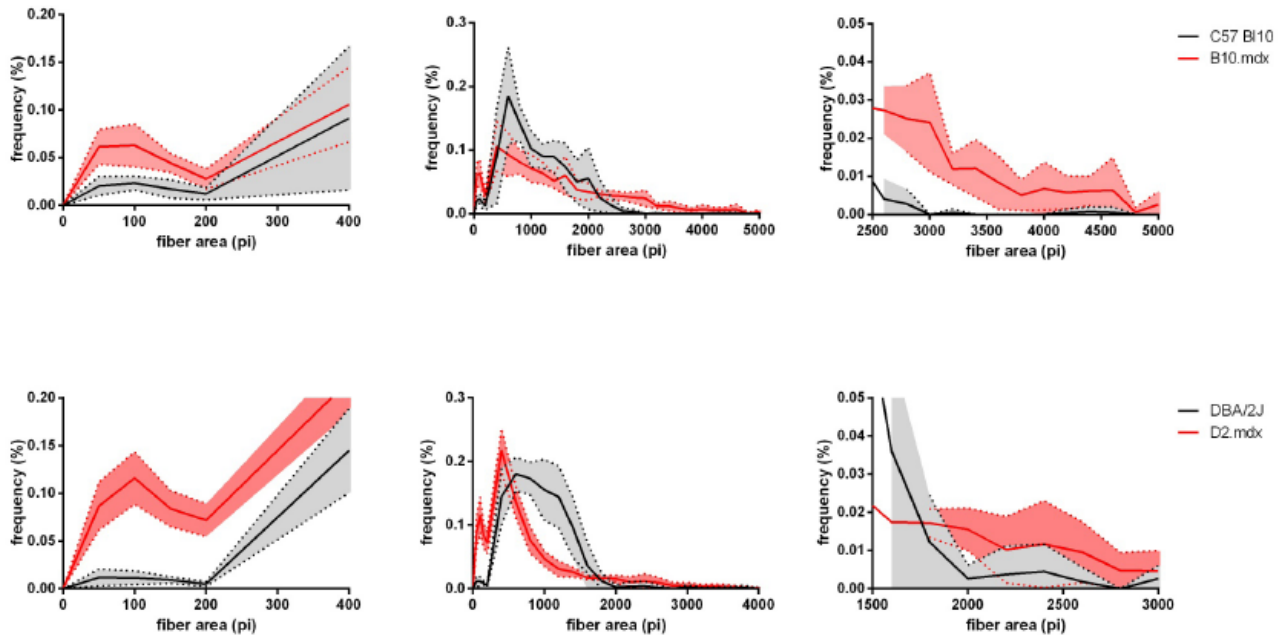 0.20
0.15
0.10
0.05
0.00
frequency (%)
0 100 200 300 400
fiber area (pi)
0.3
0.2
0.1
0.0
frequency (%)
0 1000 2000 3000 4000 5000
fiber area (pi)
0.05
0.04
0.03
0.02
0.01
0.00
frequency (%)
2500 3000 3500 4000 4500 5000
fiber area (pi)
C57 Bl10
B10.mdx
0.20
0.15
0.10
0.05
0.00
frequency (%)
0 100 200 300 400
fiber area (pi)
0.3
0.2
0.1
0.0
frequency (%)
0 1000 2000 3000 4000
fiber area (pi)
0.05
0.04
0.03
0.02
0.01
0.00
frequency (%)
1500 2000 2500 3000
fiber area (pi)
DBA/2J
D2.mdx